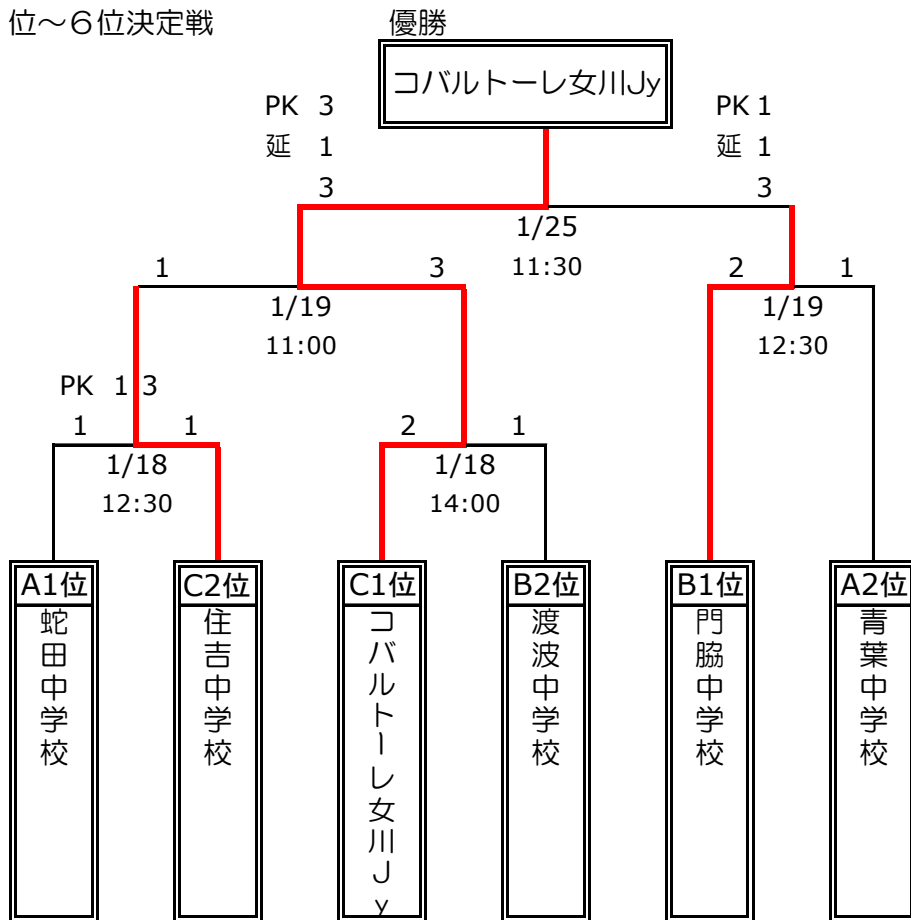 位～６位決定戦
優勝
コバルトーレ女川Jy
PK 3
PK 1
延 1
延 1
3
3
1/25
11:30
1
3
2
1
1/19
1/19
11:00
12:30
PK 1 3
1
1
2
1
1/18
1/18
12:30
14:00
A1位
C2位
C1位
B2位
B1位
A2位
蛇田中学校
住吉中学校
コバルトーレ女川Jy
渡波中学校
門脇中学校
青葉中学校